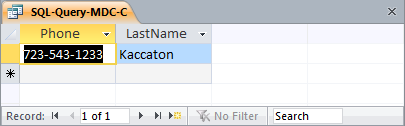 SQL-Query-MDC-C
Phone LastName
723-543-1233 Kaccaton
Record: 1 of 1 No Filter Search